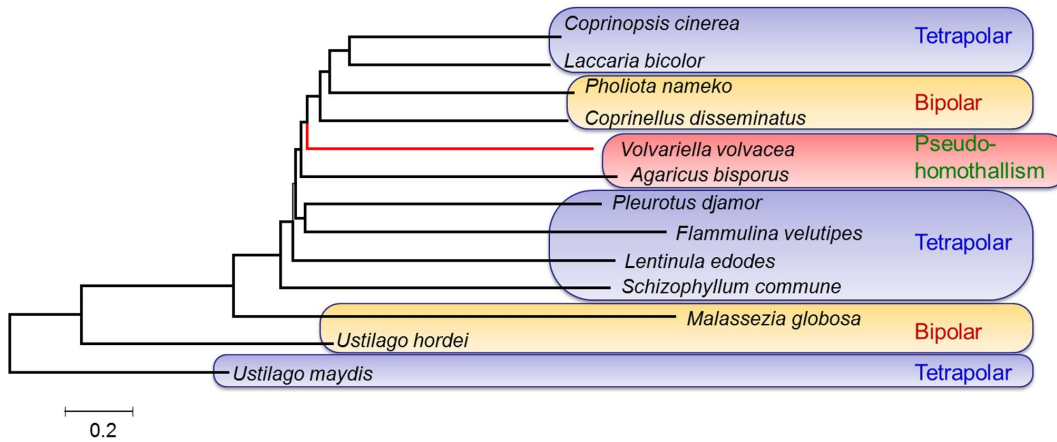 Coprinopsis cinerea
Tetrapolar
Laccaria bicolor
Pholiota nameko
Bipolar
Coprinellus disseminatus
Volvariella volvacea
Pseudo-
homothallism
Agaricus bisporus
Pleurotus djamor
Flammulina velutipes
Tetrapolar
Lentinula edodes
Schizophyllum commune
Malassezia globosa
Bipolar
Ustilago hordei
Ustilago maydis
Tetrapolar
0.2